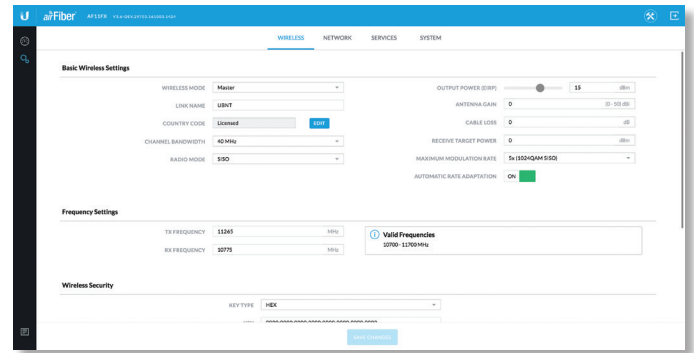 airFiber AF11FX
WIRELESS NETWORK SERVICES SYSTEM
Basic Wireless Settings
WIRELESS MODE Master
LINK NAME UBNT
COUNTRY CODE Licensed EDIT
CHANNEL BANDWIDTH 40 MHz
RADIO MODE SISO
OUTPUT POWER (EIRP) 15 dBm
ANTENNA GAIN 0 (0 - 50) dBi
CABLE LOSS 0 dB
RECEIVE TARGET POWER 0 dBm
MAXIMUM MODULATION RATE 5x (1024QAM SISO)
AUTOMATIC RATE ADAPTATION ON
Frequency Settings
TX FREQUENCY 11265 MHz
RX FREQUENCY 10775 MHz
Valid Frequencies
10700 - 11700 MHz
Wireless Security
KEY TYPE HEX
SAVE CHANGES